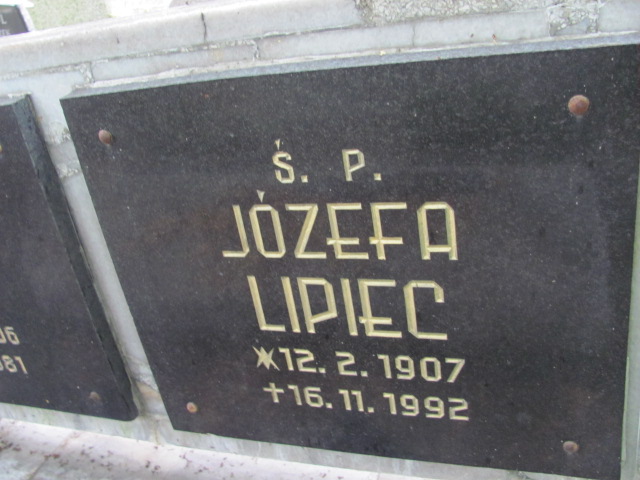 Ś. P.
JÓZEFA
LIPIEC
*12. 2. 1907
+16. 11. 1992